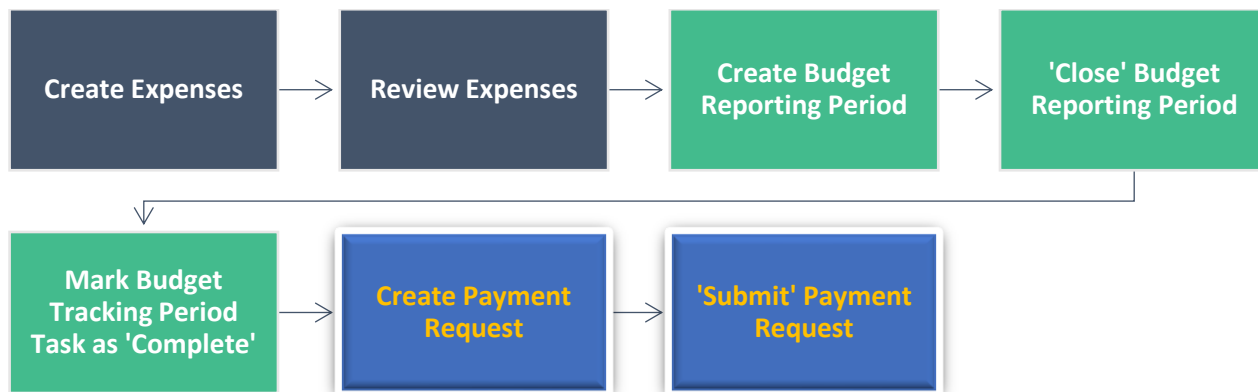 Create Expenses
Review Expenses
Create Budget
Reporting Period
'Close' Budget
Reporting Period
Mark Budget
Tracking Period
Task as 'Complete'
Create Payment
Request
'Submit' Payment
Request